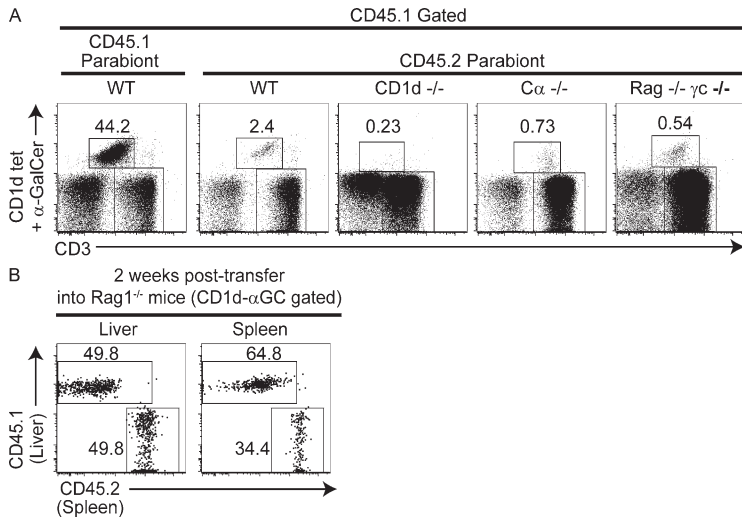 A
CD45.1 Gated
CD45.1
Parabiont
CD45.2 Parabiont
WT
WT
CD1d -/-
Cα -/-
Rag -/- γc -/-
44.2
2.4
0.23
0.73
0.54
CD1d tet
+ α-GalCer
CD3
B
2 weeks post-transfer
into Rag1-/- mice (CD1d-αGC gated)
Liver
Spleen
49.8
64.8
49.8
34.4
CD45.1
(Liver)
CD45.2
(Spleen)